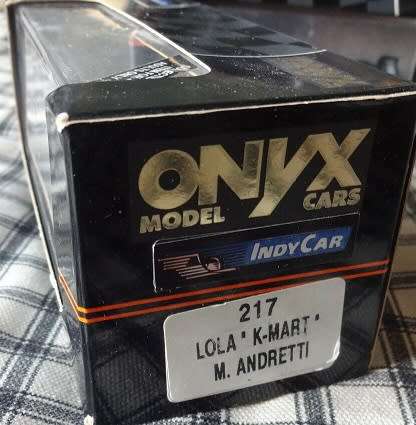 ONYX
MODEL CARS
INDYCAR
217
LOLA "K-MART"
M. ANDRETTI